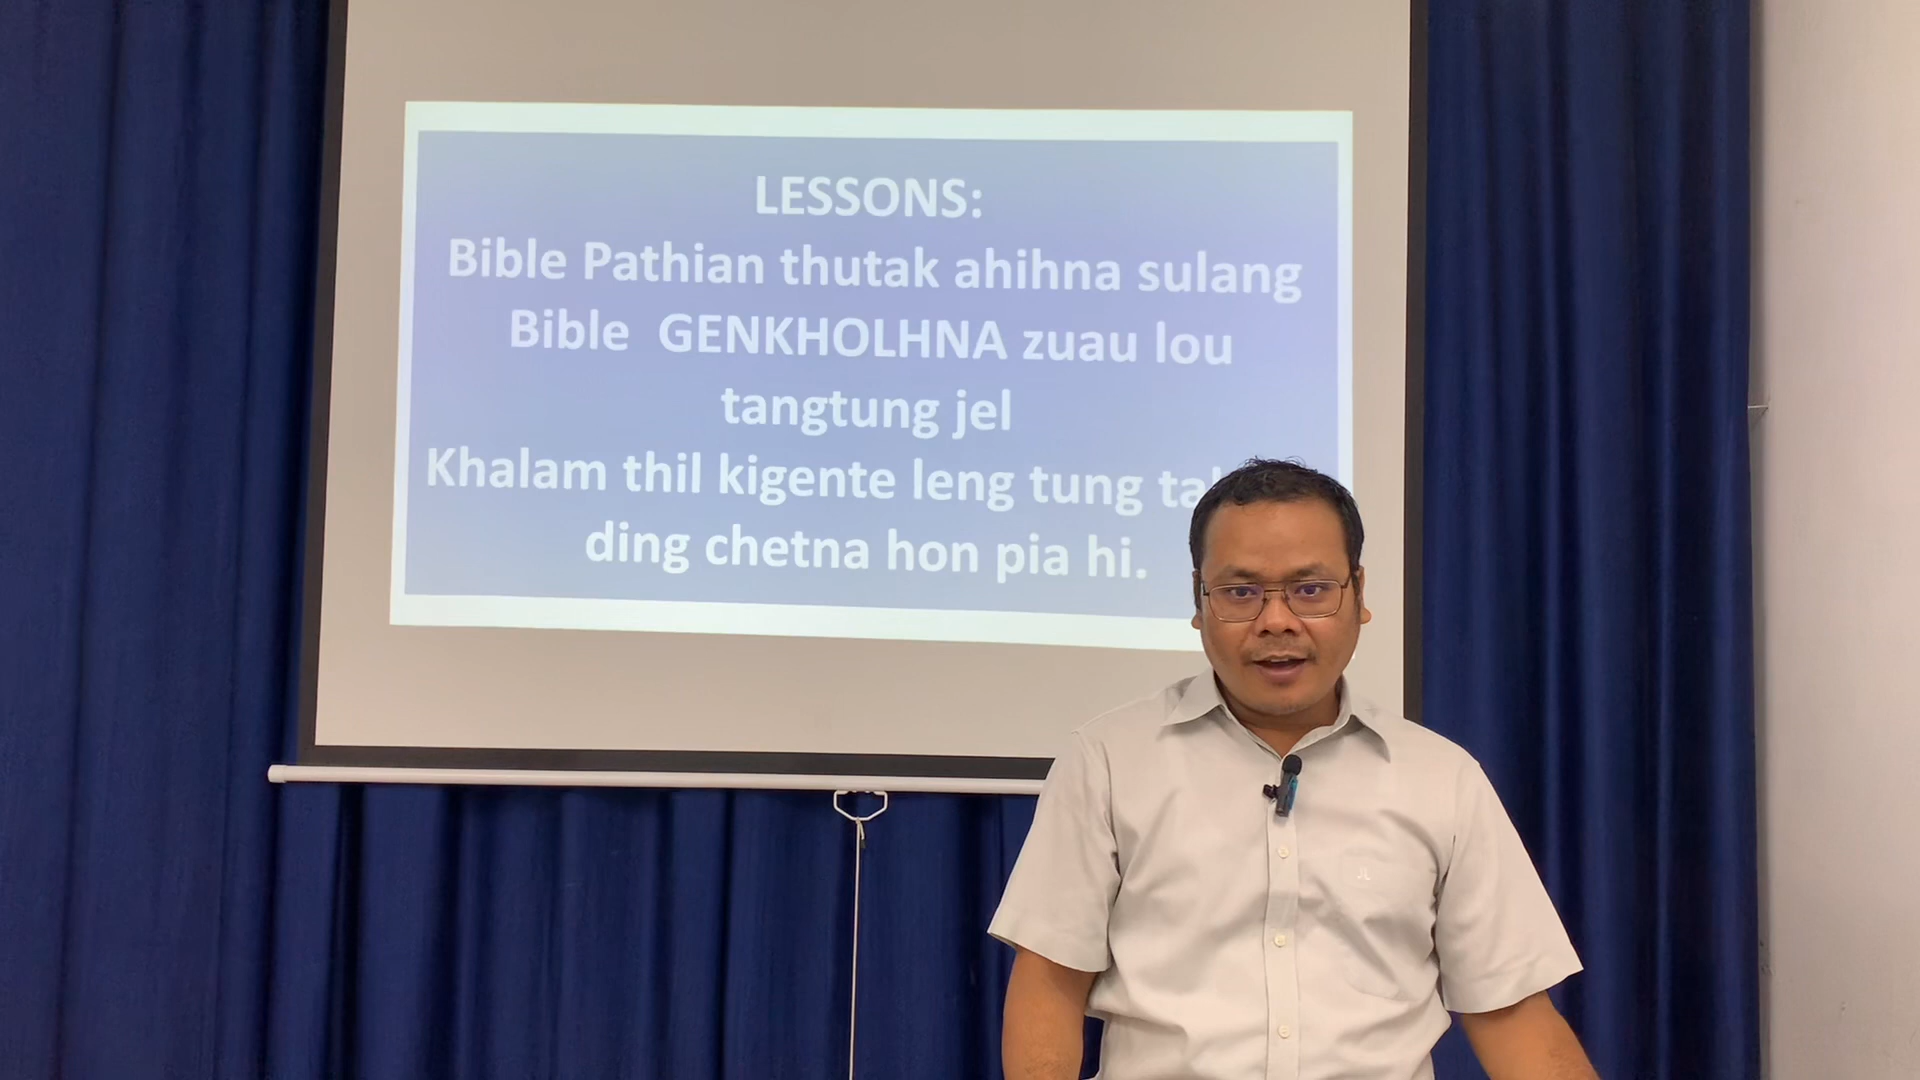 LESSONS:
Bible Pathian thutak ahihna sulang
Bible GENKHOLHNA zuau lou
tangtung jel
Khalam thil kigente leng tung
ding chetna hon pia hi.